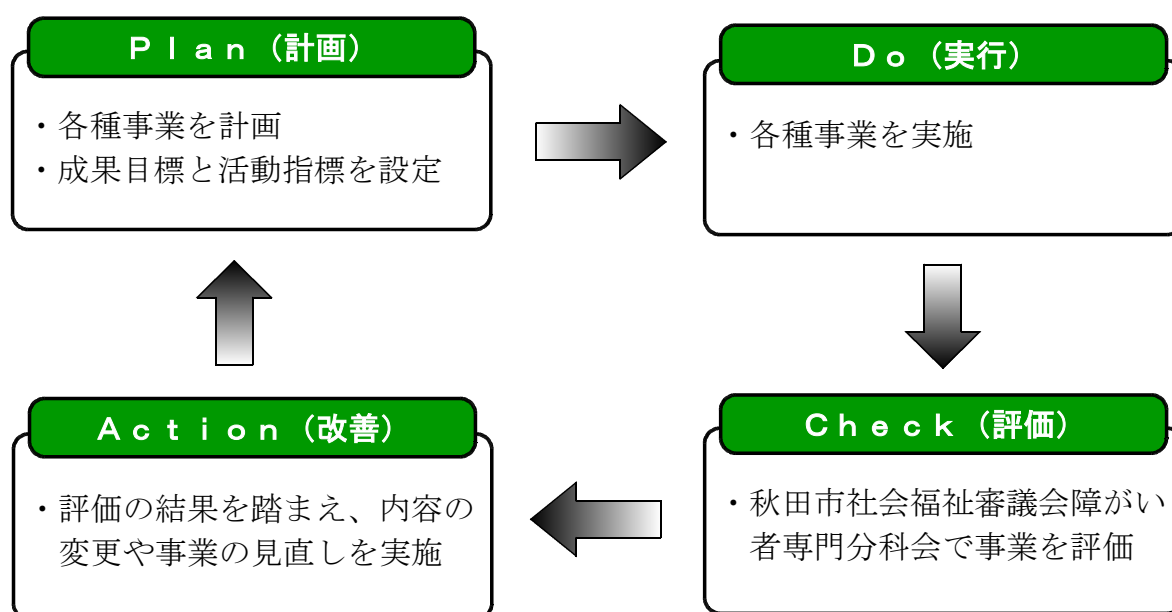 Ｐｌａｎ（計画）
・各種事業を計画
・成果目標と活動指標を設定
Ｄｏ（実行）
・各種事業を実施
Ｃｈｅｃｋ（評価）
・秋田市社会福祉審議会障がい
者専門分科会で事業を評価
Ａｃｔｉｏｎ（改善）
・評価の結果を踏まえ、内容の
変更や事業の見直しを実施